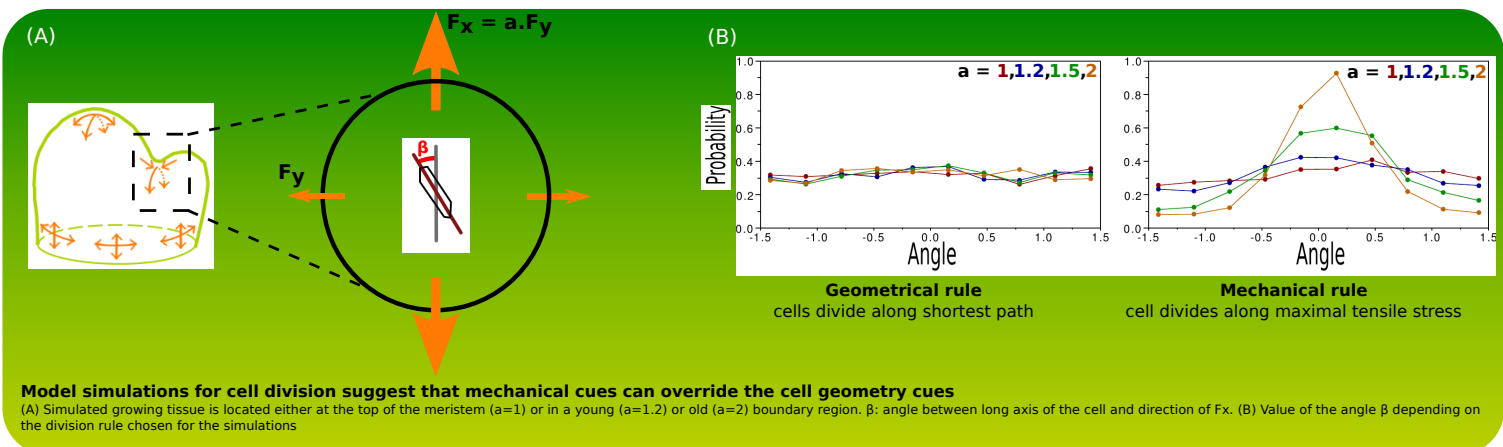 (A)
Fx = a.Fy
Fy
β
(B)
a = 1,1.2,1.5,2
1.0
0.8
0.6
0.4
0.2
0.0
Probability
-1.5 -1.0 -0.5 0.0 0.5 1.0 1.5
Angle
Geometrical rule
cells divide along shortest path
a = 1,1.2,1.5,2
1.0
0.8
0.6
0.4
0.2
0.0
-1.5 -1.0 -0.5 0.0 0.5 1.0 1.5
Angle
Mechanical rule
cell divides along maximal tensile stress
Model simulations for cell division suggest that mechanical cues can override the cell geometry cues
(A) Simulated growing tissue is located either at the top of the meristem (a=1) or in a young (a=1.2) or old (a=2) boundary region. β: angle between long axis of the cell and direction of Fx. (B) Value of the angle β depending on
the division rule chosen for the simulations